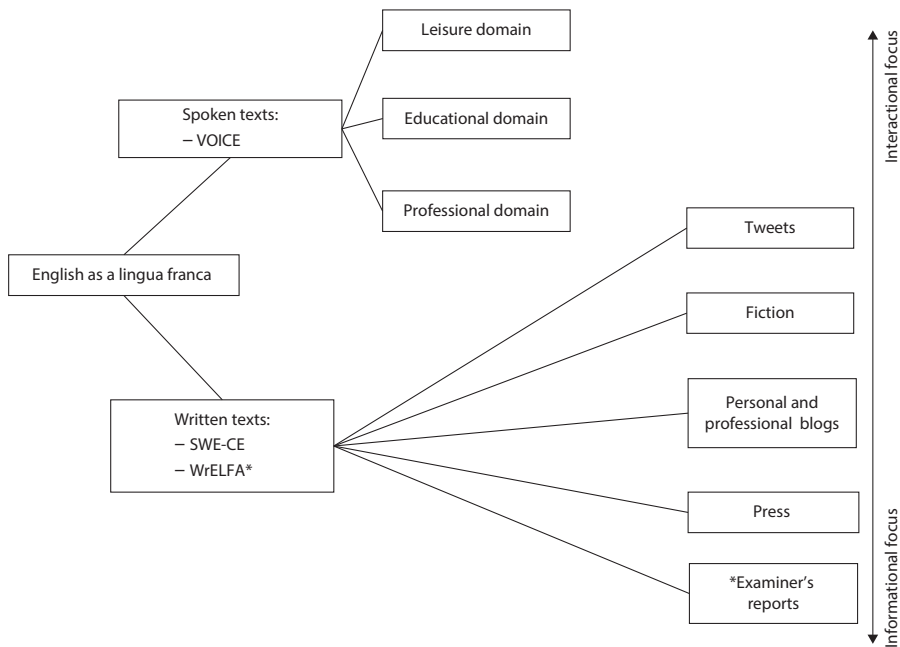 Leisure domain
Spoken texts:
– VOICE
Educational domain
Professional domain
English as a lingua franca
Tweets
Fiction
Personal and
professional blogs
Written texts:
– SWE-CE
– WrELFA*
Press
*Examiner's
reports
Interactional focus
Informational focus